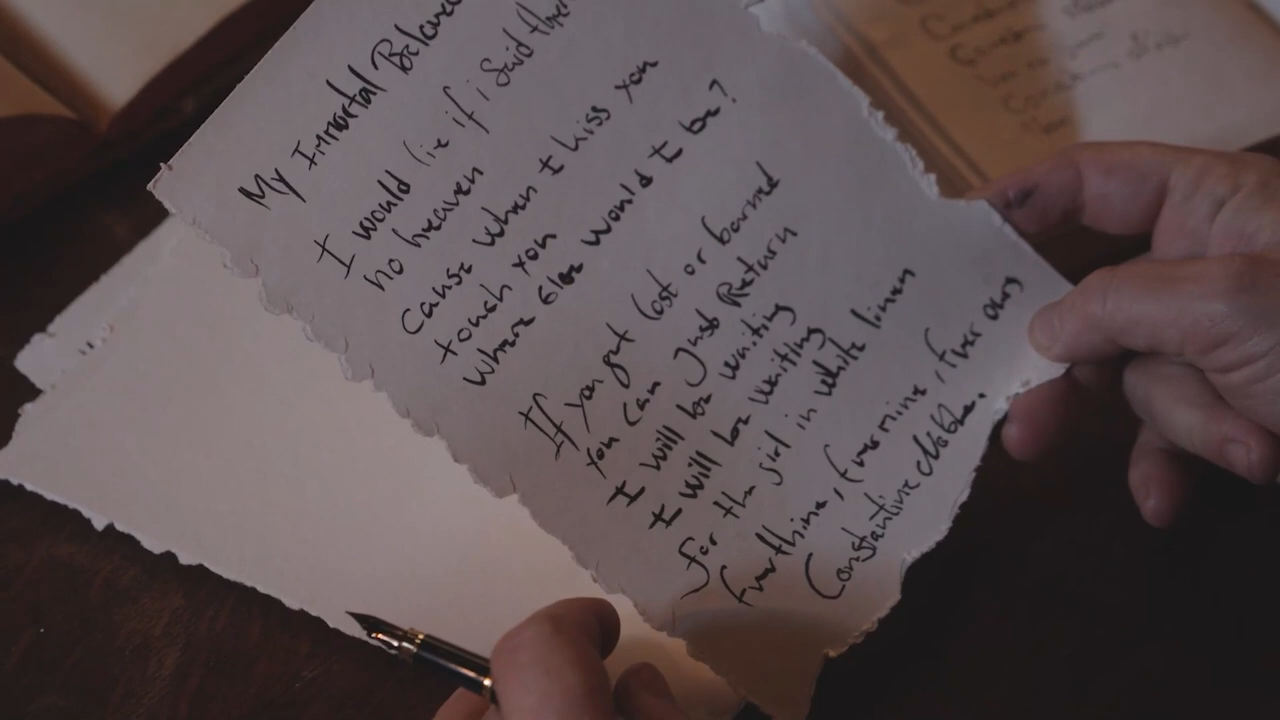 My Immortal
I would lie if i said
no heaven
cause when I kiss you
touch you
where else would I be?
If you get lost or burned
you can Just Return
I will be waiting
I will be waiting
for the girl in white linen
Ever thine, Ever mine, Ever ours
Constantine